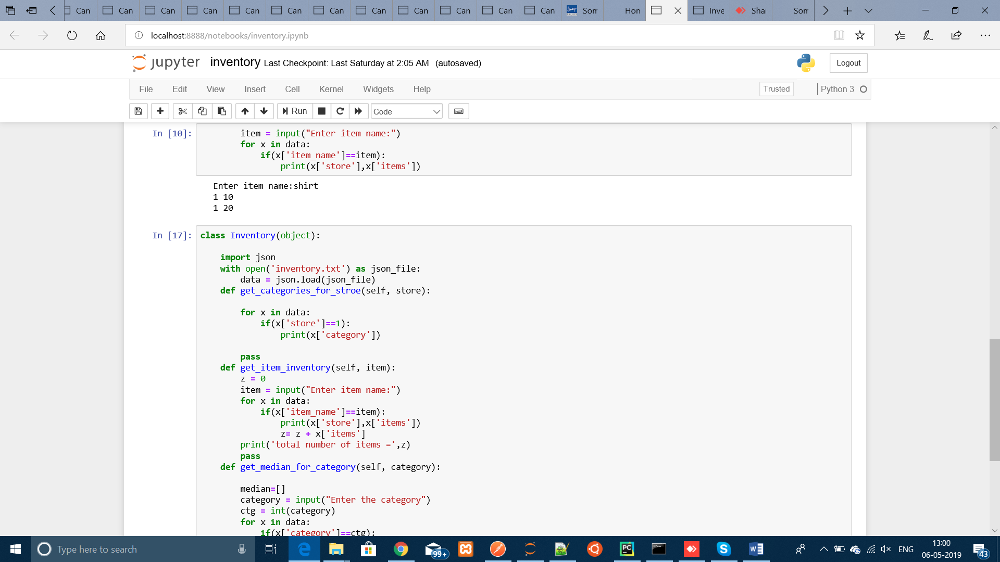 Can
Can
Can
Can
Can
Can
Can
Can
Can
Can
Can
Can
Som
Hon
Inve
Sha
Som
localhost:8888/notebooks/inventory.ipynb
jupyter inventory Last Checkpoint: Last Saturday at 2:05 AM (autosaved)
Logout
File Edit View Insert Cell Kernel Widgets Help
Trusted
Python 3
Run
Code
In [10]:
        item = input("Enter item name:")
        for x in data:
            if(x['item_name']==item):
                print(x['store'],x['items'])
Enter item name:shirt
1 10
1 20
In [17]:
class Inventory(object):
    import json
    with open('inventory.txt') as json_file:
        data = json.load(json_file)
    def get_categories_for_stroe(self, store):
        for x in data:
            if(x['store']==1):
                print(x['category'])
        pass
    def get_item_inventory(self, item):
        z = 0
        item = input("Enter item name:")
        for x in data:
            if(x['item_name']==item):
                print(x['store'],x['items'])
                z= z + x['items']
        print('total number of items =',z)
        pass
    def get_median_for_category(self, category):
        median=[]
        category = input("Enter the category")
        ctg = int(category)
        for x in data:
            if(x['category']==ctg):
Type here to search
99+
PC
W
ENG
13:00
06-05-2019
43